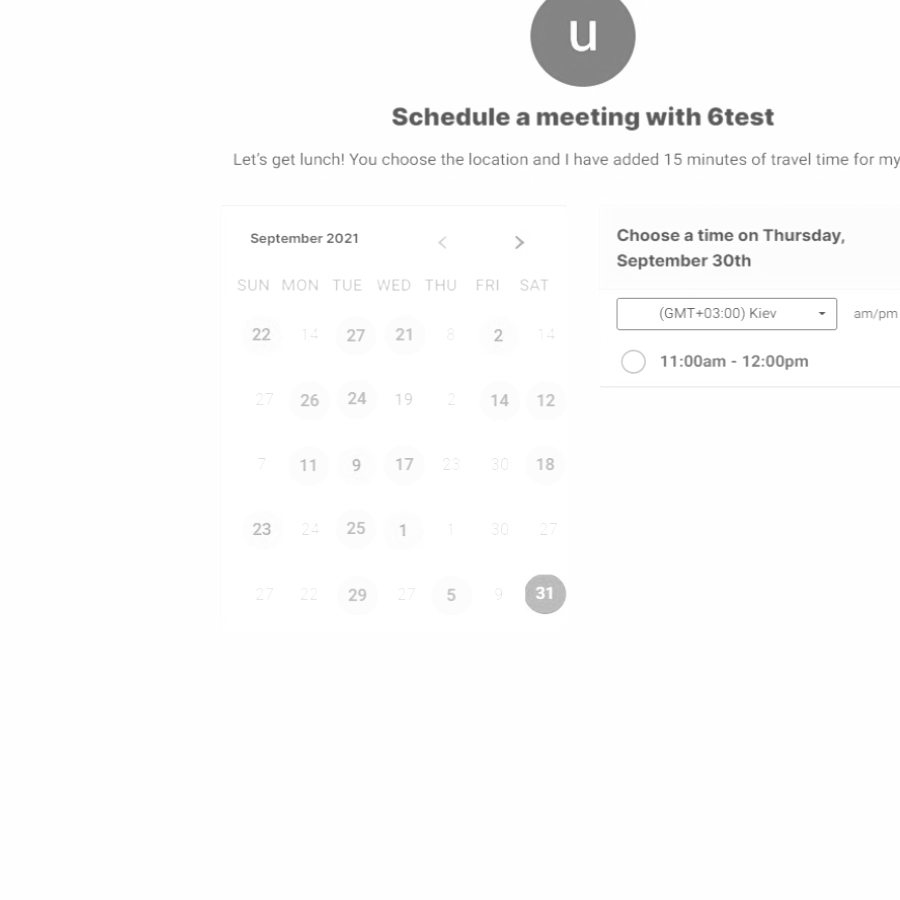 u
Schedule a meeting with 6test
Let's get lunch! You choose the location and I have added 15 minutes of travel time for my
September 2021
SUN MON TUE WED THU FRI SAT
22 14 27 21 8 2 14
27 26 24 19 2 14 12
7 11 9 17 23 30 18
23 24 25 1 1 30 27
27 22 29 27 5 9 31
Choose a time on Thursday,
September 30th
(GMT+03:00) Kiev am/pm
11:00am - 12:00pm